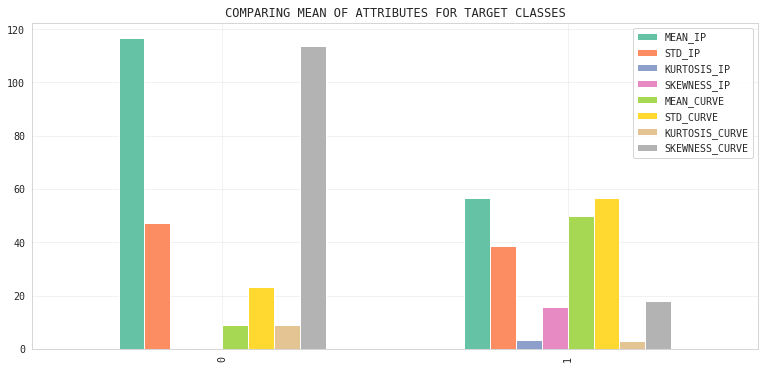 COMPARING MEAN OF ATTRIBUTES FOR TARGET CLASSES
120
100
80
60
40
20
0
0
1
MEAN_IP
STD_IP
KURTOSIS_IP
SKEWNESS_IP
MEAN_CURVE
STD_CURVE
KURTOSIS_CURVE
SKEWNESS_CURVE